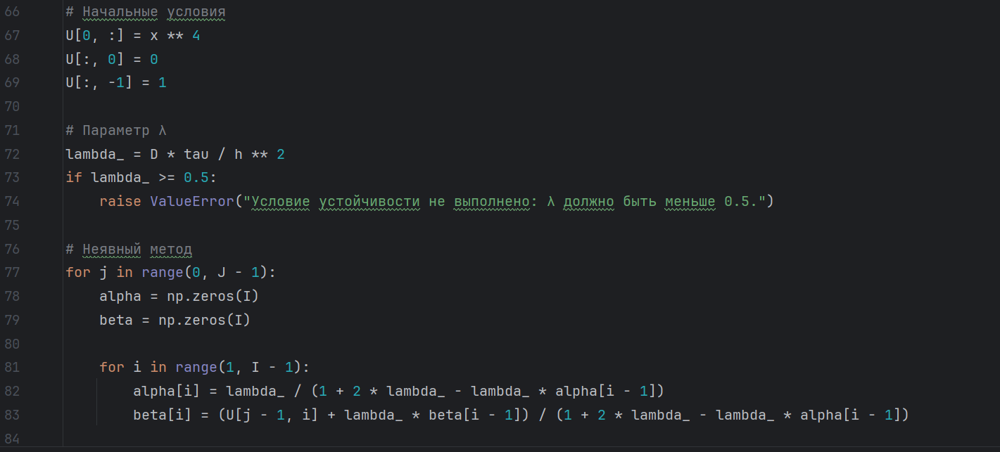 66 # Начальные условия
67 U[0, :] = x ** 4
68 U[:, 0] = 0
69 U[:, -1] = 1
70
71 # Параметр λ
72 lambda_ = D * tau / h ** 2
73 if lambda_ >= 0.5:
74     raise ValueError("Условие устойчивости не выполнено: λ должно быть меньше 0.5.")
75
76 # Неявный метод
77 for j in range(0, J - 1):
78     alpha = np.zeros(I)
79     beta = np.zeros(I)
80
81     for i in range(1, I - 1):
82         alpha[i] = lambda_ / (1 + 2 * lambda_ - lambda_ * alpha[i - 1])
83         beta[i] = (U[j - 1, i] + lambda_ * beta[i - 1]) / (1 + 2 * lambda_ - lambda_ * alpha[i - 1])
84